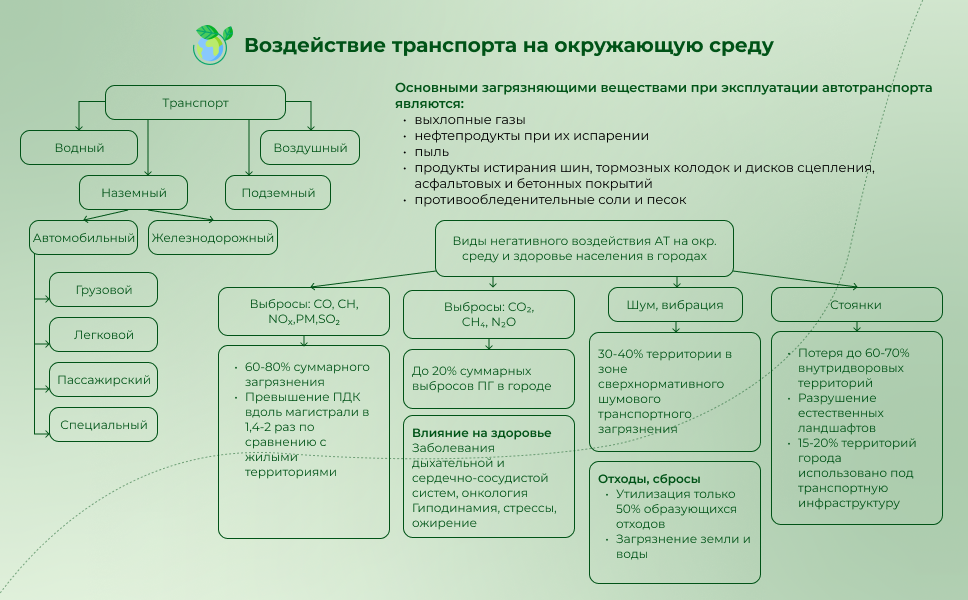 Воздействие транспорта на окружающую среду
Транспорт
Водный
Воздушный
Наземный
Подземный
Автомобильный
Железнодорожный
Грузовой
Легковой
Пассажирский
Специальный
Основными загрязняющими веществами при эксплуатации автотранспорта
являются:
• выхлопные газы
• нефтепродукты при их испарении
• пыль
• продукты истирания шин, тормозных колодок и дисков сцепления,
асфальтовых и бетонных покрытий
• противообледенительные соли и песок
Виды негативного воздействия АТ на окр.
среду и здоровье населения в городах
Выбросы: CO, CH,
NOₓ,PM,SO₂
• 60-80% суммарного
загрязнения
• Превышение ПДК
вдоль магистрали в
1,4-2 раз по
сравнению с
жилыми
территориями
Выбросы: CO₂,
CH₄, N₂O
До 20% суммарных
выбросов ПГ в городе
Влияние на здоровье
Заболевания
дыхательной и
сердечно-сосудистой
систем, онкология
Гиподинамия, стрессы,
ожирение
Шум, вибрация
30-40% территории в
зоне
сверхнормативного
шумового
транспортного
загрязнения
Отходы, сбросы
• Утилизация только
50% образующихся
отходов
• Загрязнение земли и
воды
Стоянки
• Потеря до 60-70%
внутридворовых
территорий
• Разрушение
естественных
ландшафтов
• 15-20% территорий
города
использовано под
транспортную
инфраструктуру